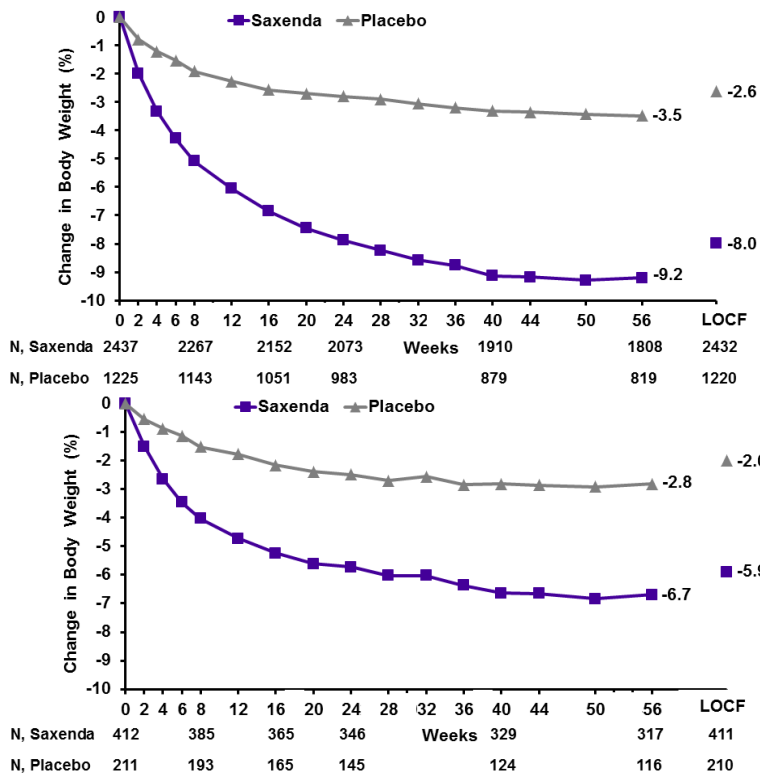 Saxenda Placebo
Change in Body Weight (%)
0
-1
-2
-3
-4
-5
-6
-7
-8
-9
-10
-2.6
-3.5
-8.0
-9.2
0 2 4 6 8 12 16 20 24 28 32 36 40 44 50 56 LOCF
Weeks
N, Saxenda 2437 2267 2152 2073 1910 1808 2432
N, Placebo 1225 1143 1051 983 879 819 1220
Saxenda Placebo
Change in Body Weight (%)
0
-1
-2
-3
-4
-5
-6
-7
-8
-9
-10
-2.0
-2.8
-5.9
-6.7
0 2 4 6 8 12 16 20 24 28 32 36 40 44 50 56 LOCF
Weeks
N, Saxenda 412 385 365 346 329 317 411
N, Placebo 211 193 165 145 124 116 210